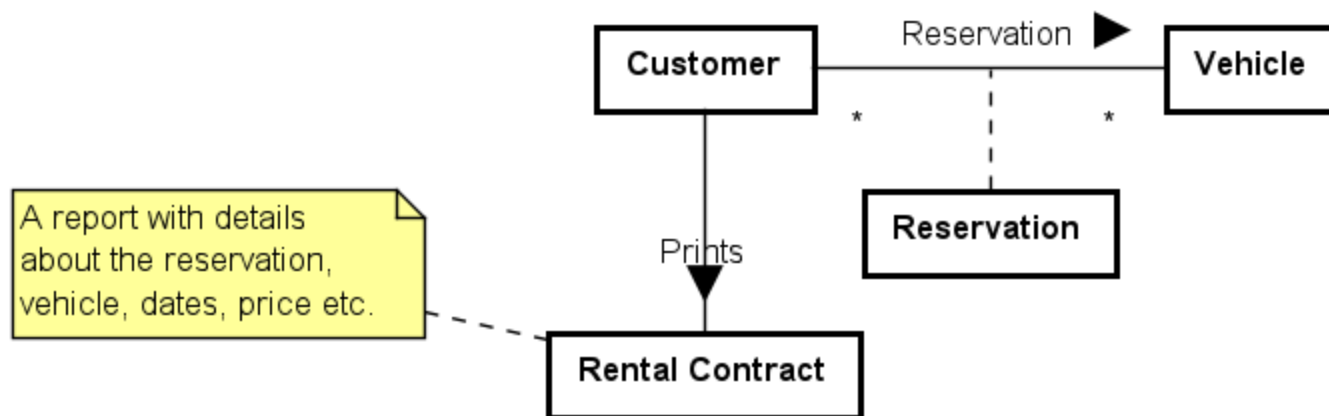 Reservation
Customer
Vehicle
*
*
A report with details
about the reservation,
vehicle, dates, price etc.
Reservation
Prints
Rental Contract